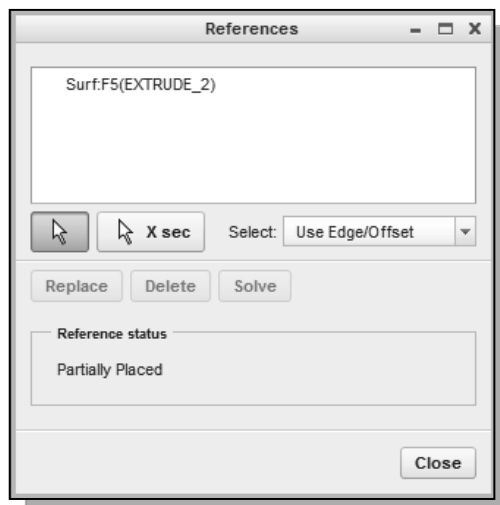 References
Surf:F5(EXTRUDE_2)
X sec Select: Use Edge/Offset
Replace Delete Solve
Reference status
Partially Placed
Close